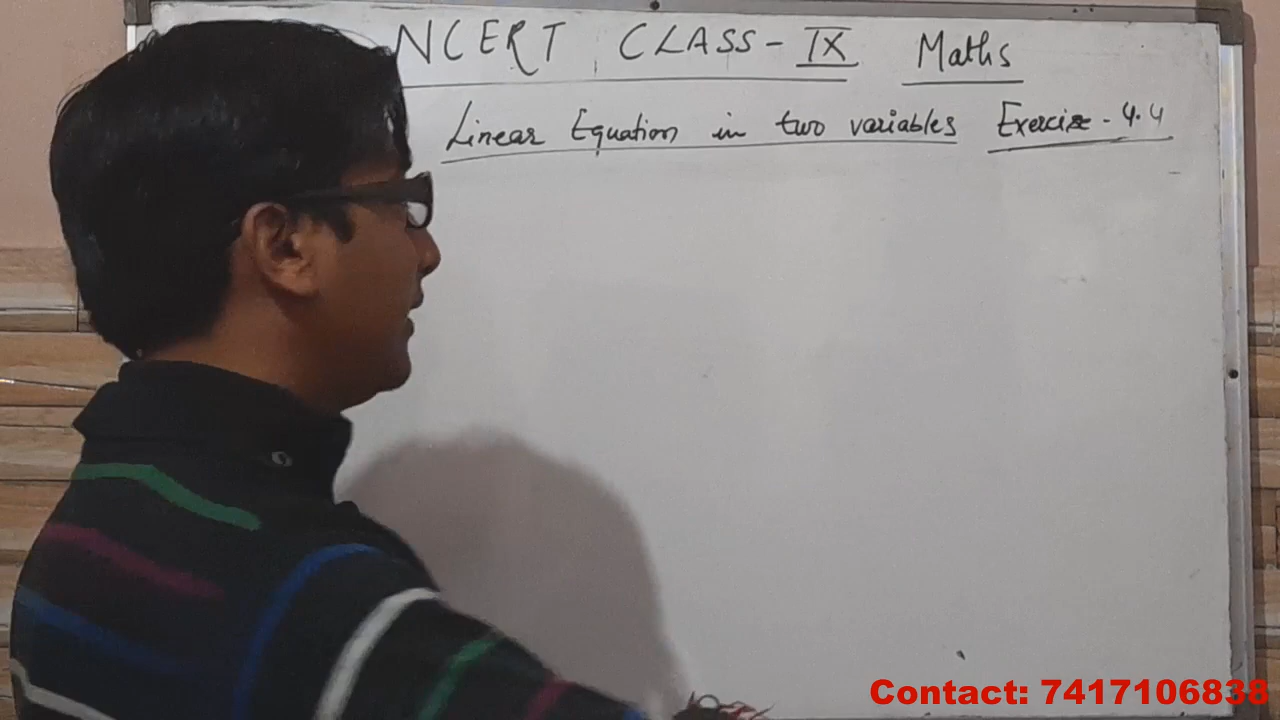 NCERT CLASS - IX Maths
Linear Equation in two variables Exercise - 4.4
Contact: 7417106838